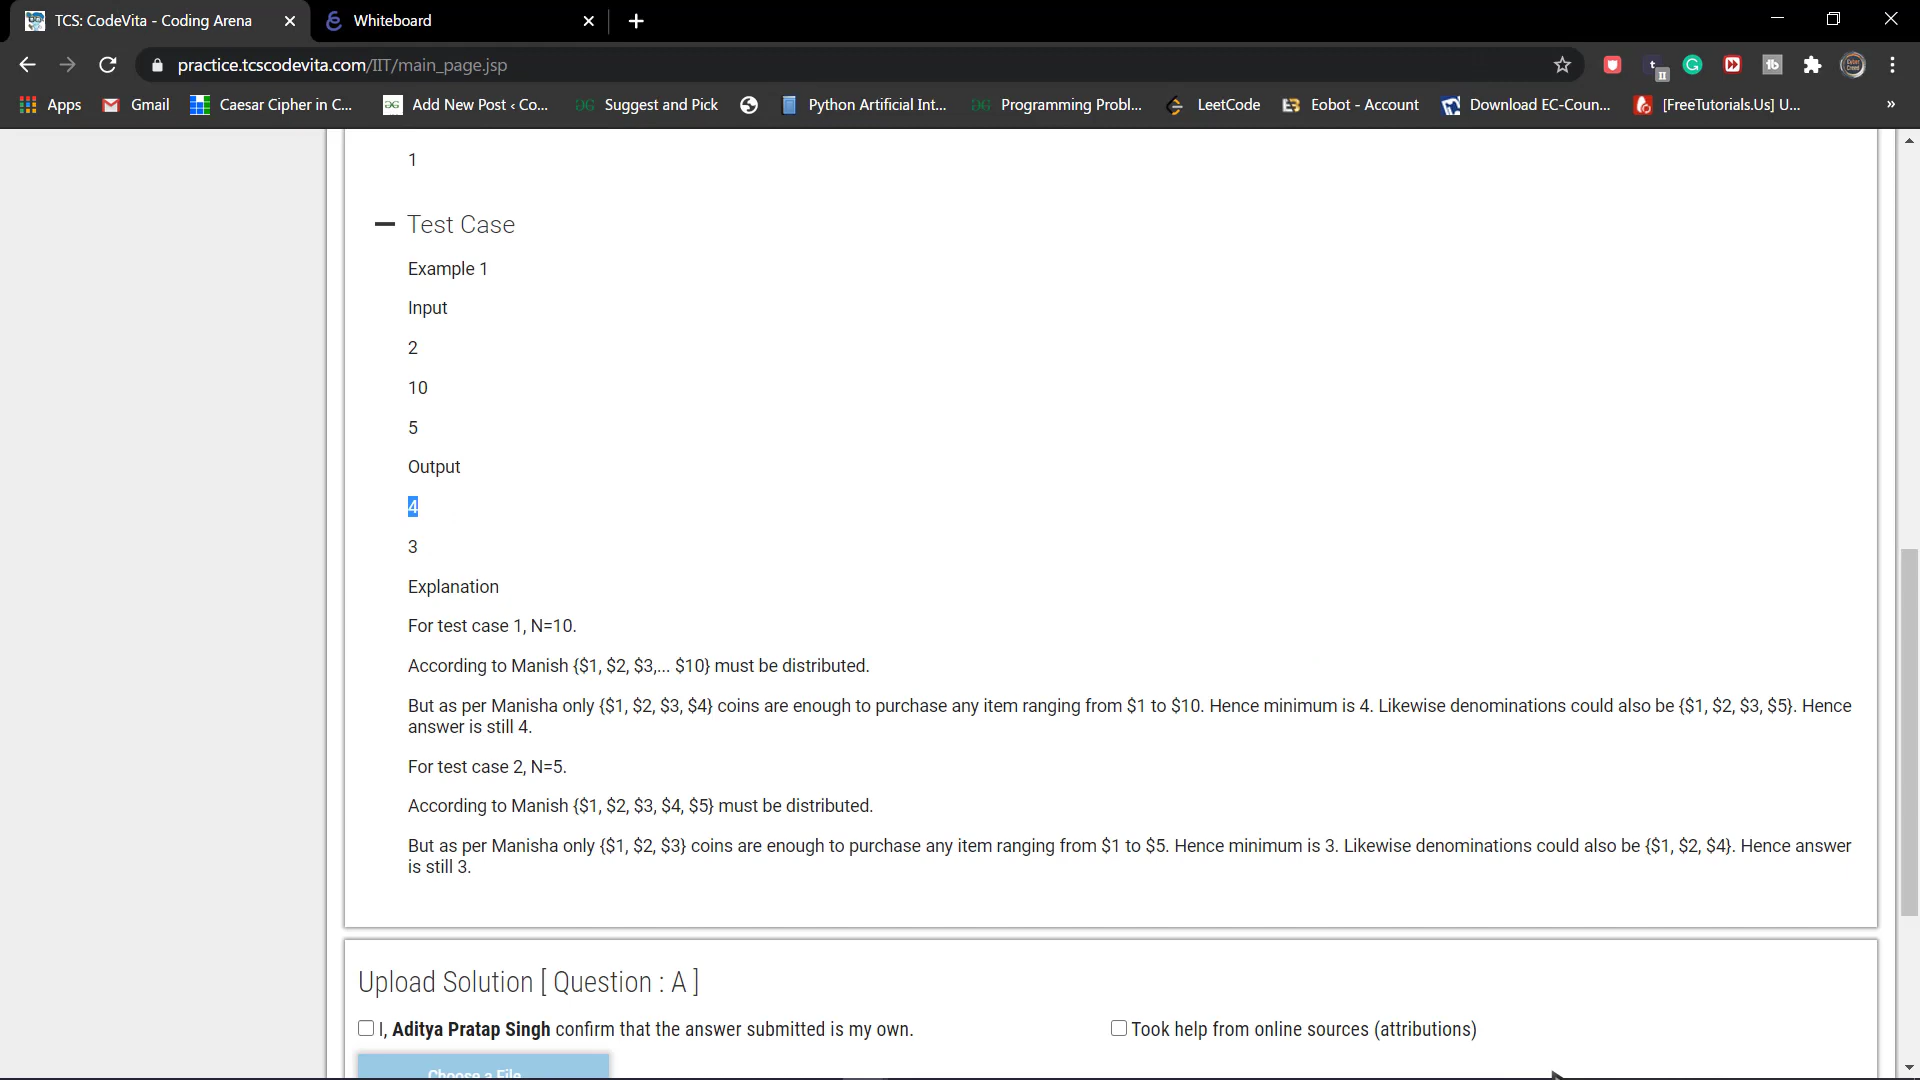 TCS: CodeVita - Coding Arena
Whiteboard
practice.tcscodevita.com/IIT/main_page.jsp
Apps
Gmail
Caesar Cipher in C...
Add New Post ‹ Co...
Suggest and Pick
Python Artificial Int...
Programming Probl...
LeetCode
Eobot - Account
Download EC-Coun...
[FreeTutorials.Us] U...
»
1
Test Case
Example 1
Input
2
10
5
Output
4
3
Explanation
For test case 1, N=10.
According to Manish {$1, $2, $3,... $10} must be distributed.
But as per Manisha only {$1, $2, $3, $4} coins are enough to purchase any item ranging from $1 to $10. Hence minimum is 4. Likewise denominations could also be {$1, $2, $3, $5}. Hence
answer is still 4.
For test case 2, N=5.
According to Manish {$1, $2, $3, $4, $5} must be distributed.
But as per Manisha only {$1, $2, $3} coins are enough to purchase any item ranging from $1 to $5. Hence minimum is 3. Likewise denominations could also be {$1, $2, $4}. Hence answer
is still 3.
Upload Solution [ Question : A ]
I, Aditya Pratap Singh confirm that the answer submitted is my own.
Took help from online sources (attributions)
Choose a File